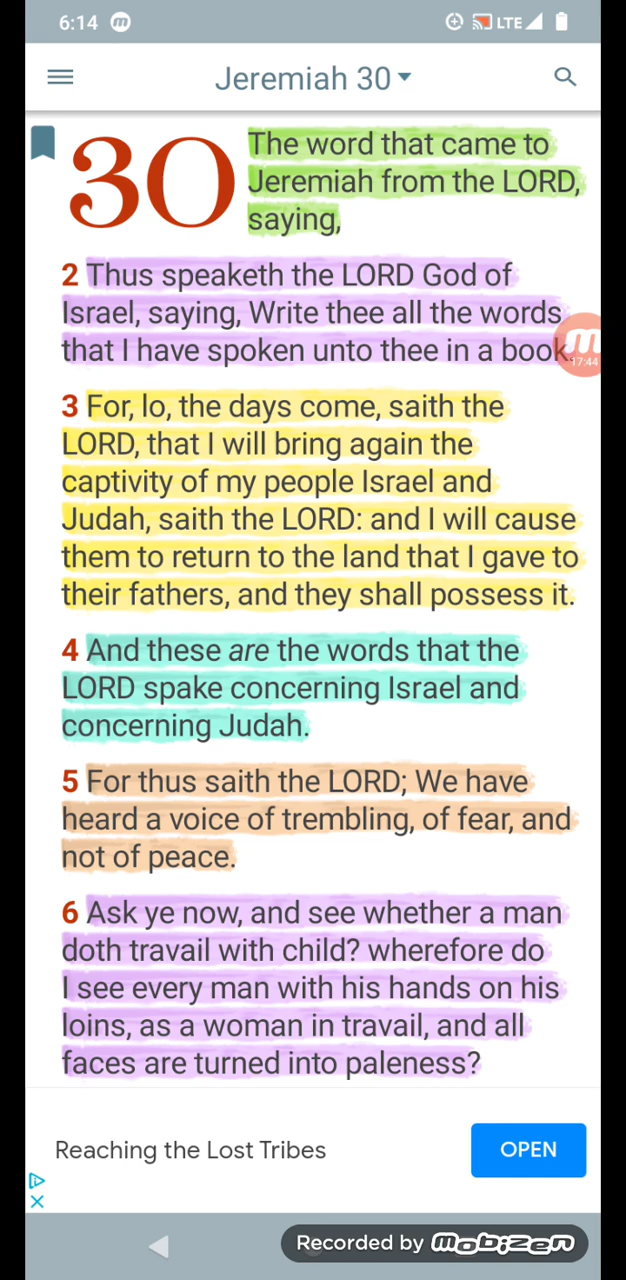 6:14 m LTE
Jeremiah 30
30 The word that came to
Jeremiah from the LORD,
saying,
2 Thus speaketh the LORD God of
Israel, saying, Write thee all the words
that I have spoken unto thee in a book.
m
17:44
3 For, lo, the days come, saith the
LORD, that I will bring again the
captivity of my people Israel and
Judah, saith the LORD: and I will cause
them to return to the land that I gave to
their fathers, and they shall possess it.
4 And these are the words that the
LORD spake concerning Israel and
concerning Judah.
5 For thus saith the LORD; We have
heard a voice of trembling, of fear, and
not of peace.
6 Ask ye now, and see whether a man
doth travail with child? wherefore do
I see every man with his hands on his
loins, as a woman in travail, and all
faces are turned into paleness?
Reaching the Lost Tribes
OPEN
Recorded by mobizen